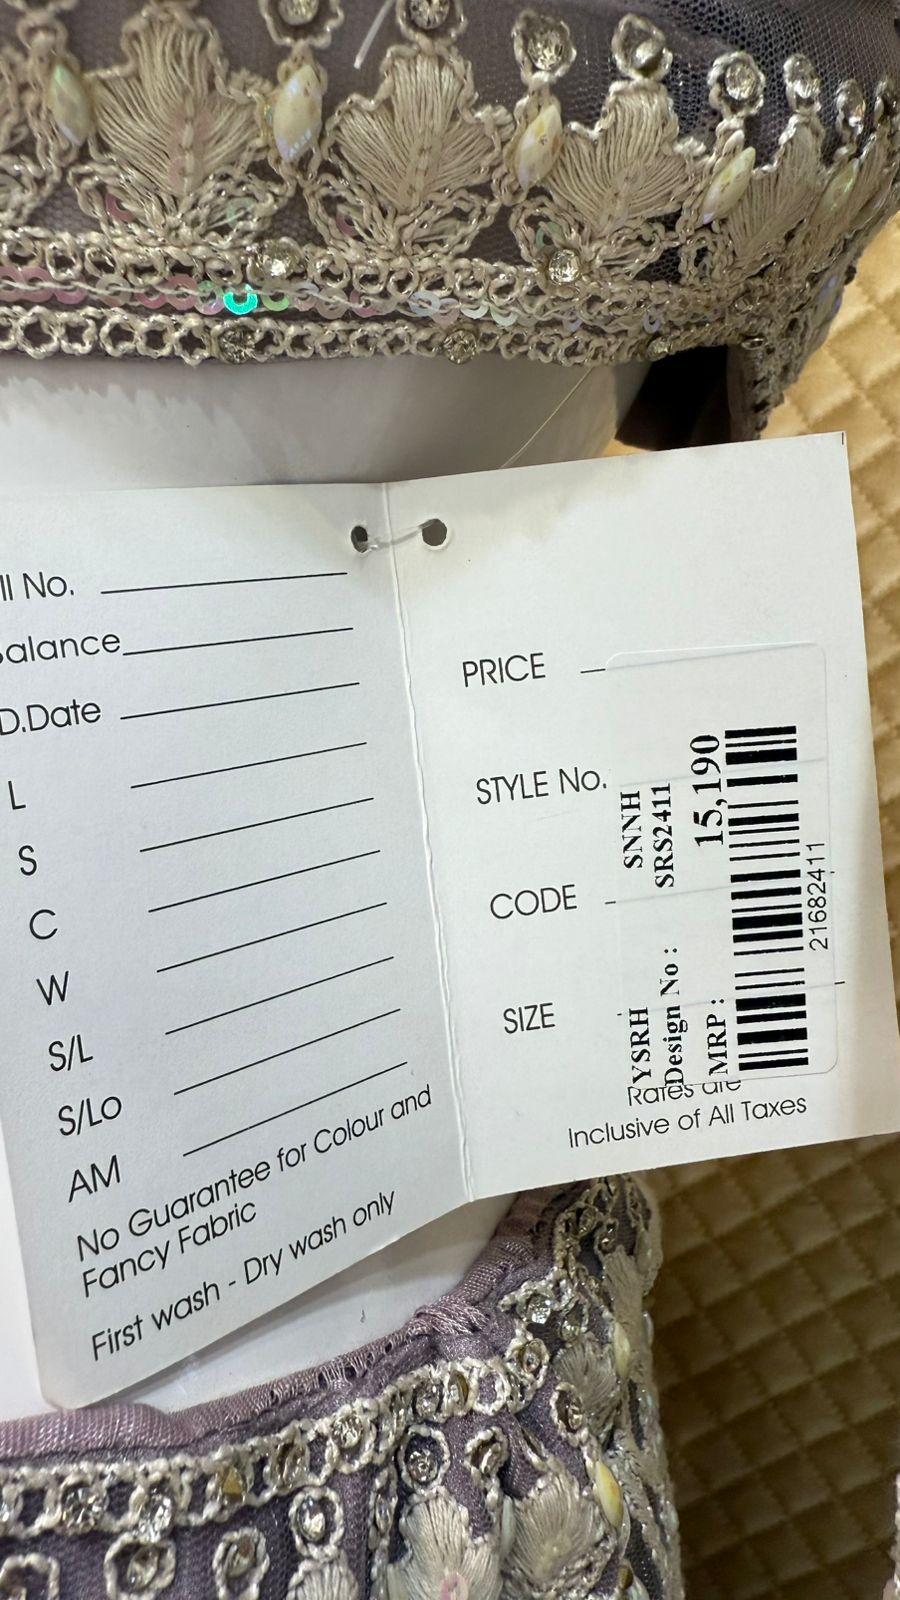 ll No.
Balance
D.Date
L
S
C
W
S/L
S/Lo
AM
No Guarantee for Colour and
Fancy Fabric
First wash - Dry wash only
PRICE
STYLE No.
CODE
SIZE
YSRH SNNH
Design No : SRS2411
MRP : 15,190
21682411
Rates are
Inclusive of All Taxes